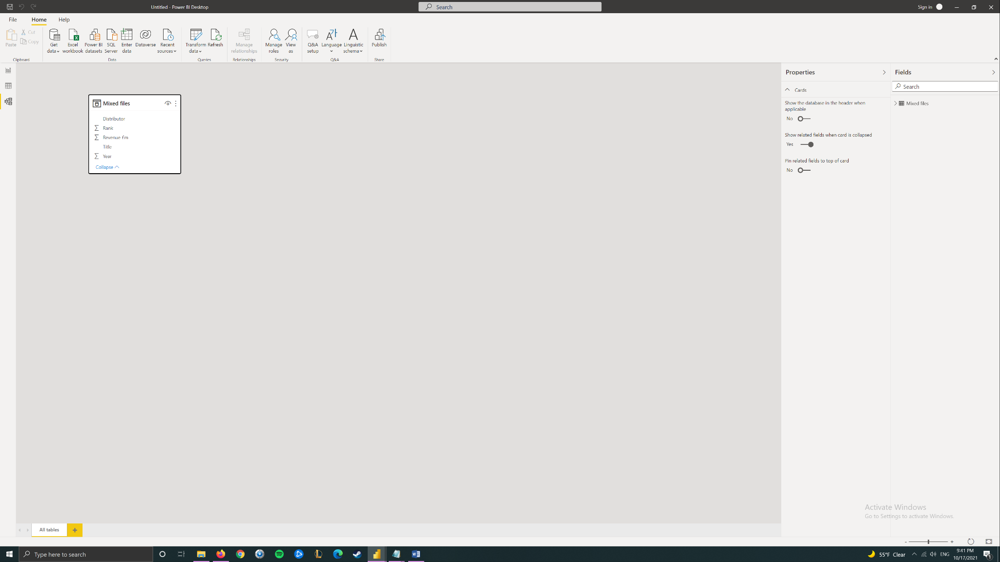 Untitled - Power BI Desktop
Search
Sign in
File
Home
Help
Paste
Cut
Copy
Clipboard
Get data
Excel workbook
Power BI datasets
SQL Server
Enter data
Dataverse
Recent sources
Data
Transform data
Refresh
Queries
Manage relationships
Relationships
Manage roles
View as
Security
Q&A setup
Language
Linguistic schema
Q&A
Publish
Share
Mixed files
Distributor
Σ Rank
Σ Revenue £m
Title
Σ Year
Collapse
Properties
Cards
Show the database in the header when
applicable
No
Show related fields when card is collapsed
Yes
Pin related fields to top of card
No
Fields
Search
Mixed files
Activate Windows
Go to Settings to activate Windows.
All tables
+
- +
Type here to search
55°F Clear
ENG
9:41 PM
10/17/2021
1